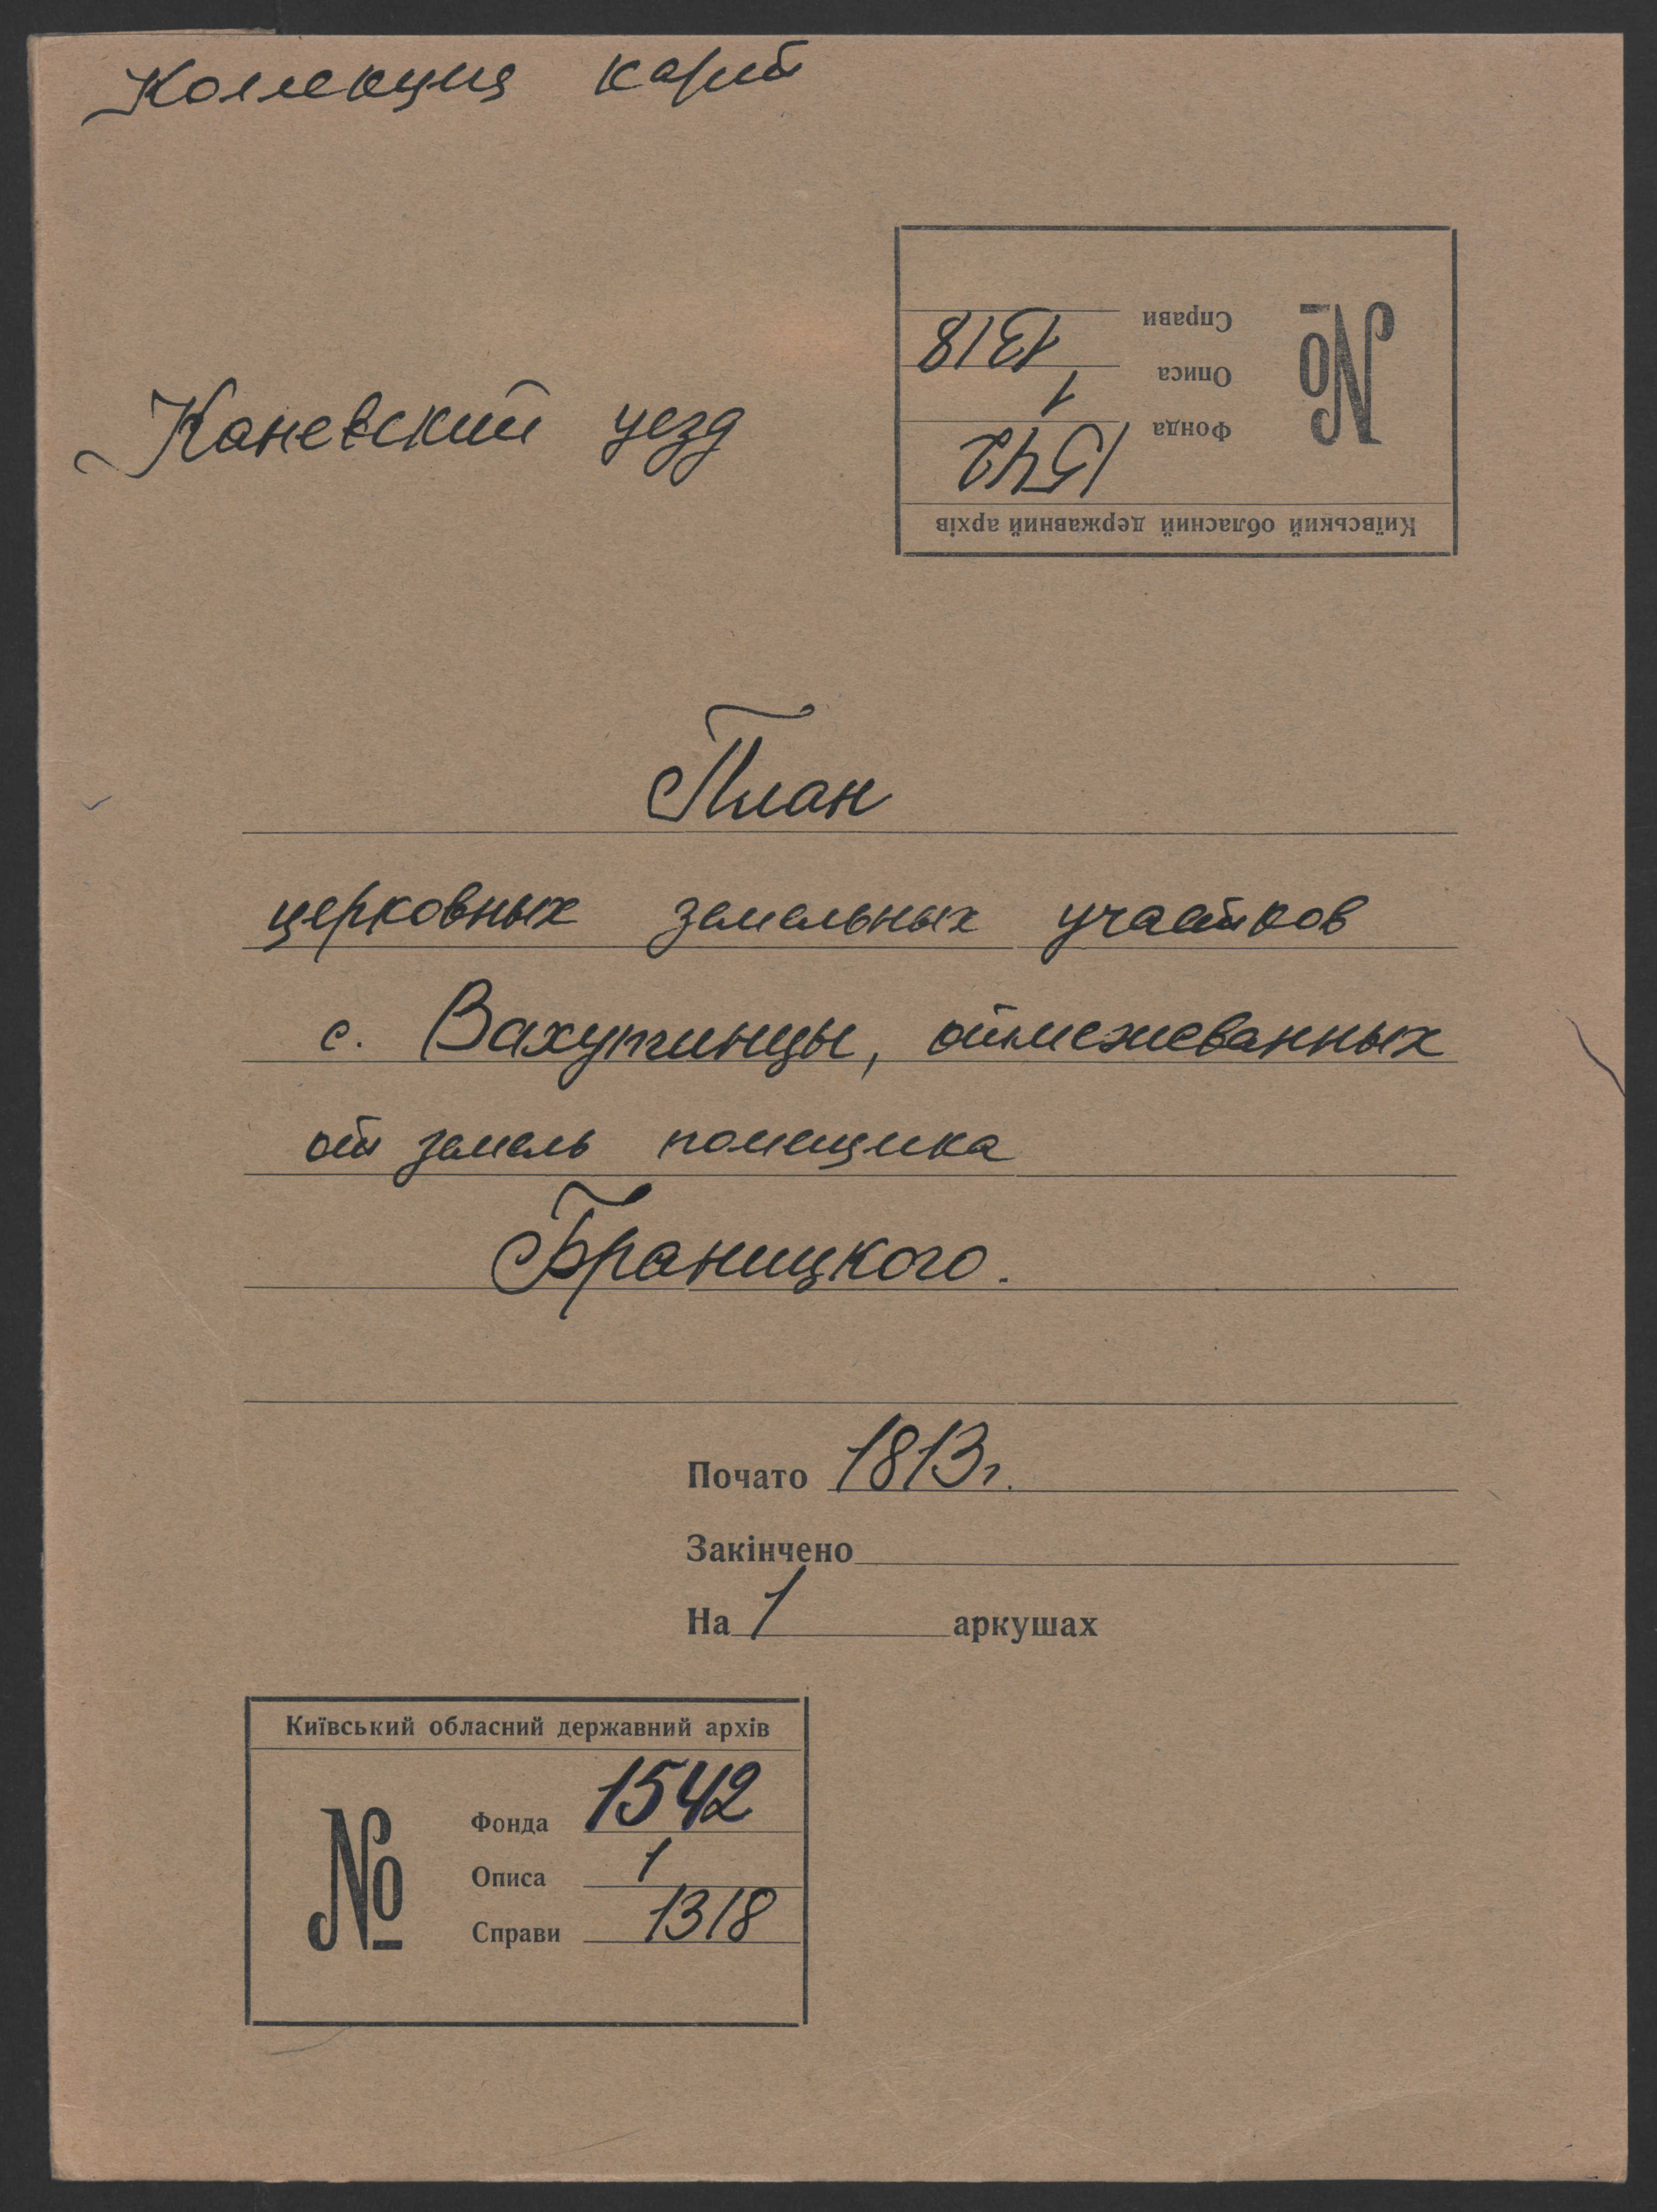 Коллекция карт
Справи 1318
Описа 1
Фонда 1542
№
Київський обласний державний архів
Каневский уезд
План
церковных земельных участков
с. Вахутинцы, отмежеванных
от земель помещика
Браницкого.
Почато 1813 г.
Закінчено
На 1 аркушах
Київський обласний державний архів
№
Фонда 1542
Описа 1
Справи 1318